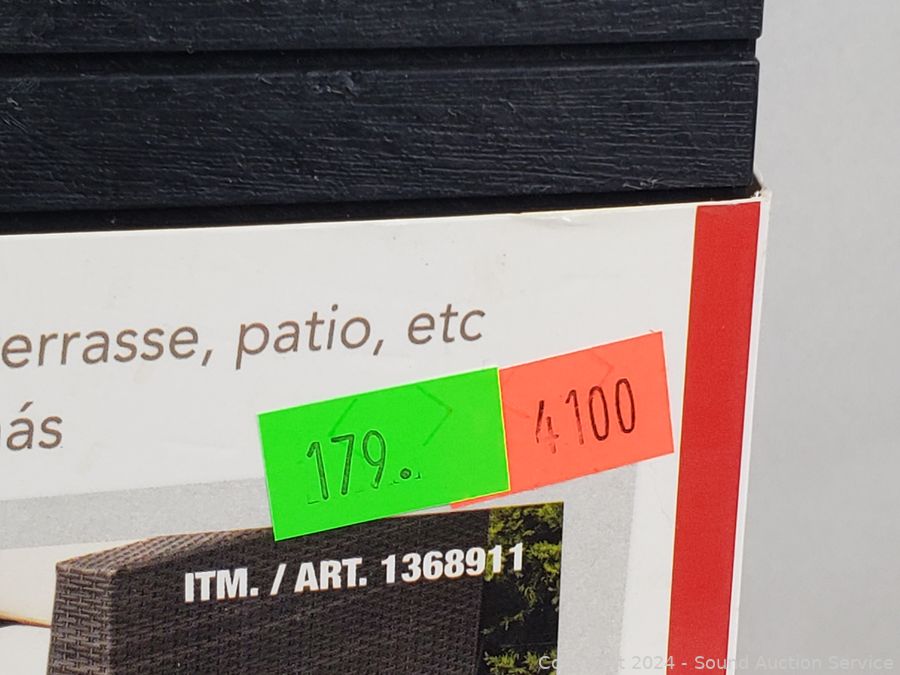 errasse, patio, etc
ás
179.
4100
ITM. / ART. 1368911
Copyright 2024 - Sound Auction Service